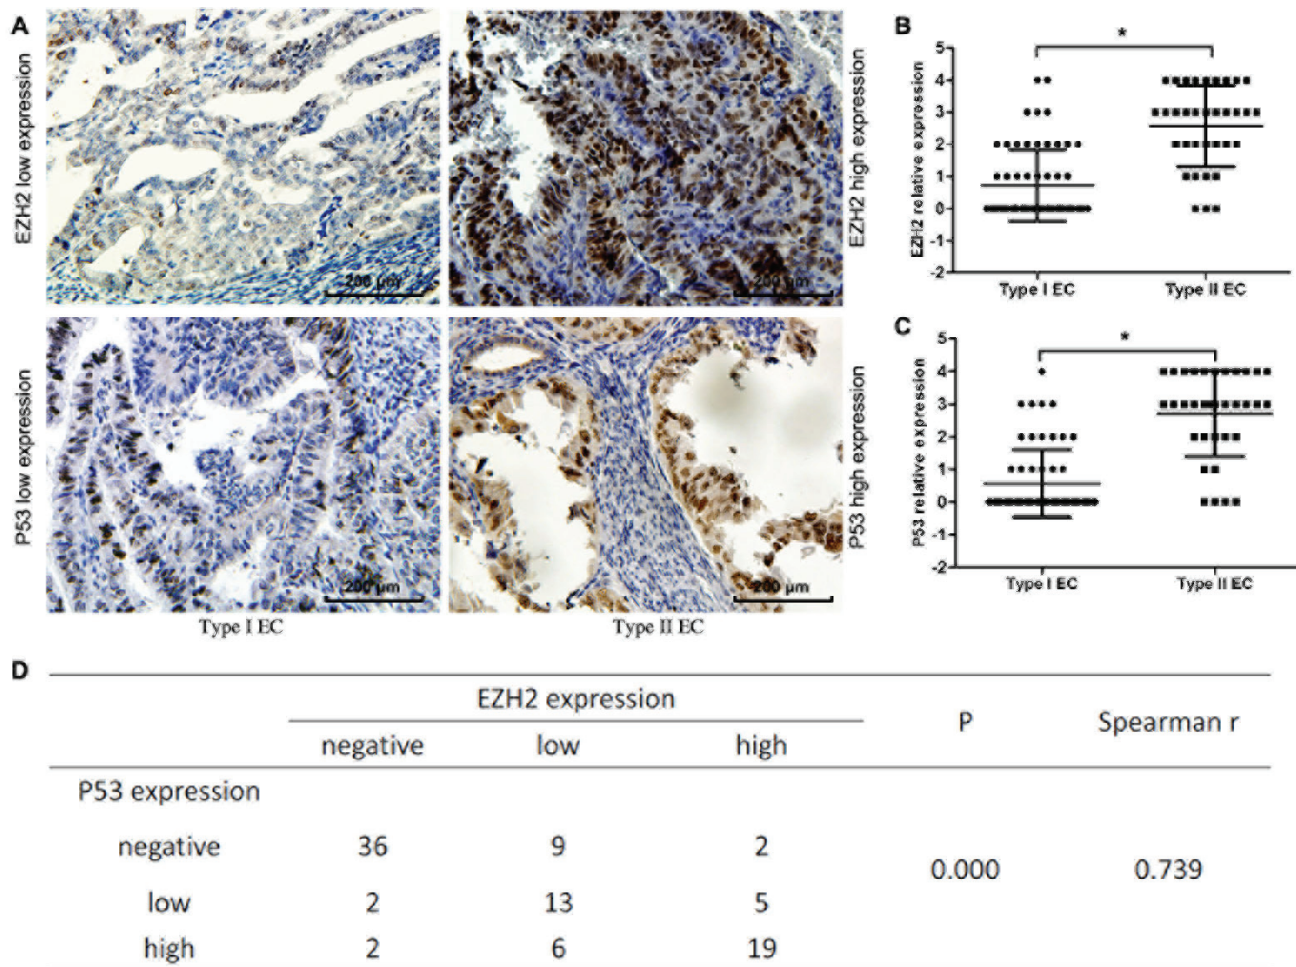 A
EZH2 low expression
200 µm
EZH2 high expression
200 µm
P53 low expression
200 µm
P53 high expression
200 µm
Type I EC
Type II EC
B
*
EZH2 relative expression
5
4
3
2
1
0
-1
-2
Type I EC
Type II EC
C
*
P53 relative expression
5
4
3
2
1
0
-1
-2
Type I EC
Type II EC
D
EZH2 expression
P
Spearman r
negative low high
P53 expression
negative 36 9 2
0.000 0.739
low 2 13 5
high 2 6 19